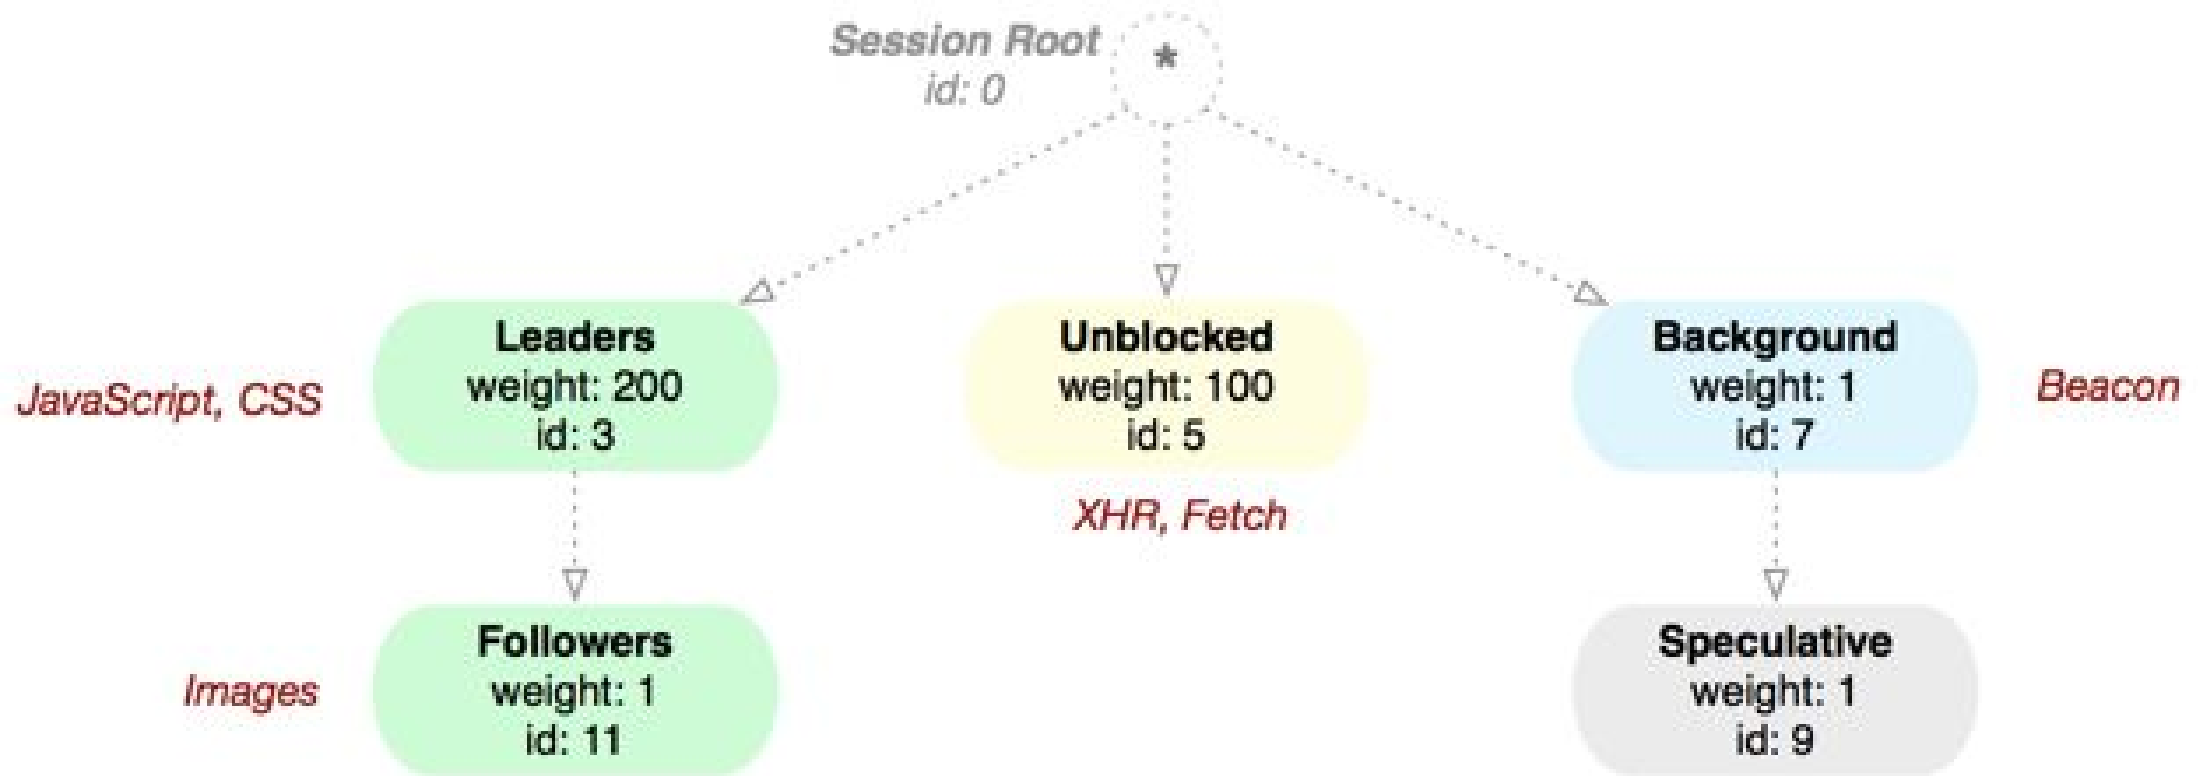 Session Root
id: 0
*
Leaders
weight: 200
id: 3
JavaScript, CSS
Unblocked
weight: 100
id: 5
XHR, Fetch
Background
weight: 1
id: 7
Beacon
Followers
weight: 1
id: 11
Images
Speculative
weight: 1
id: 9